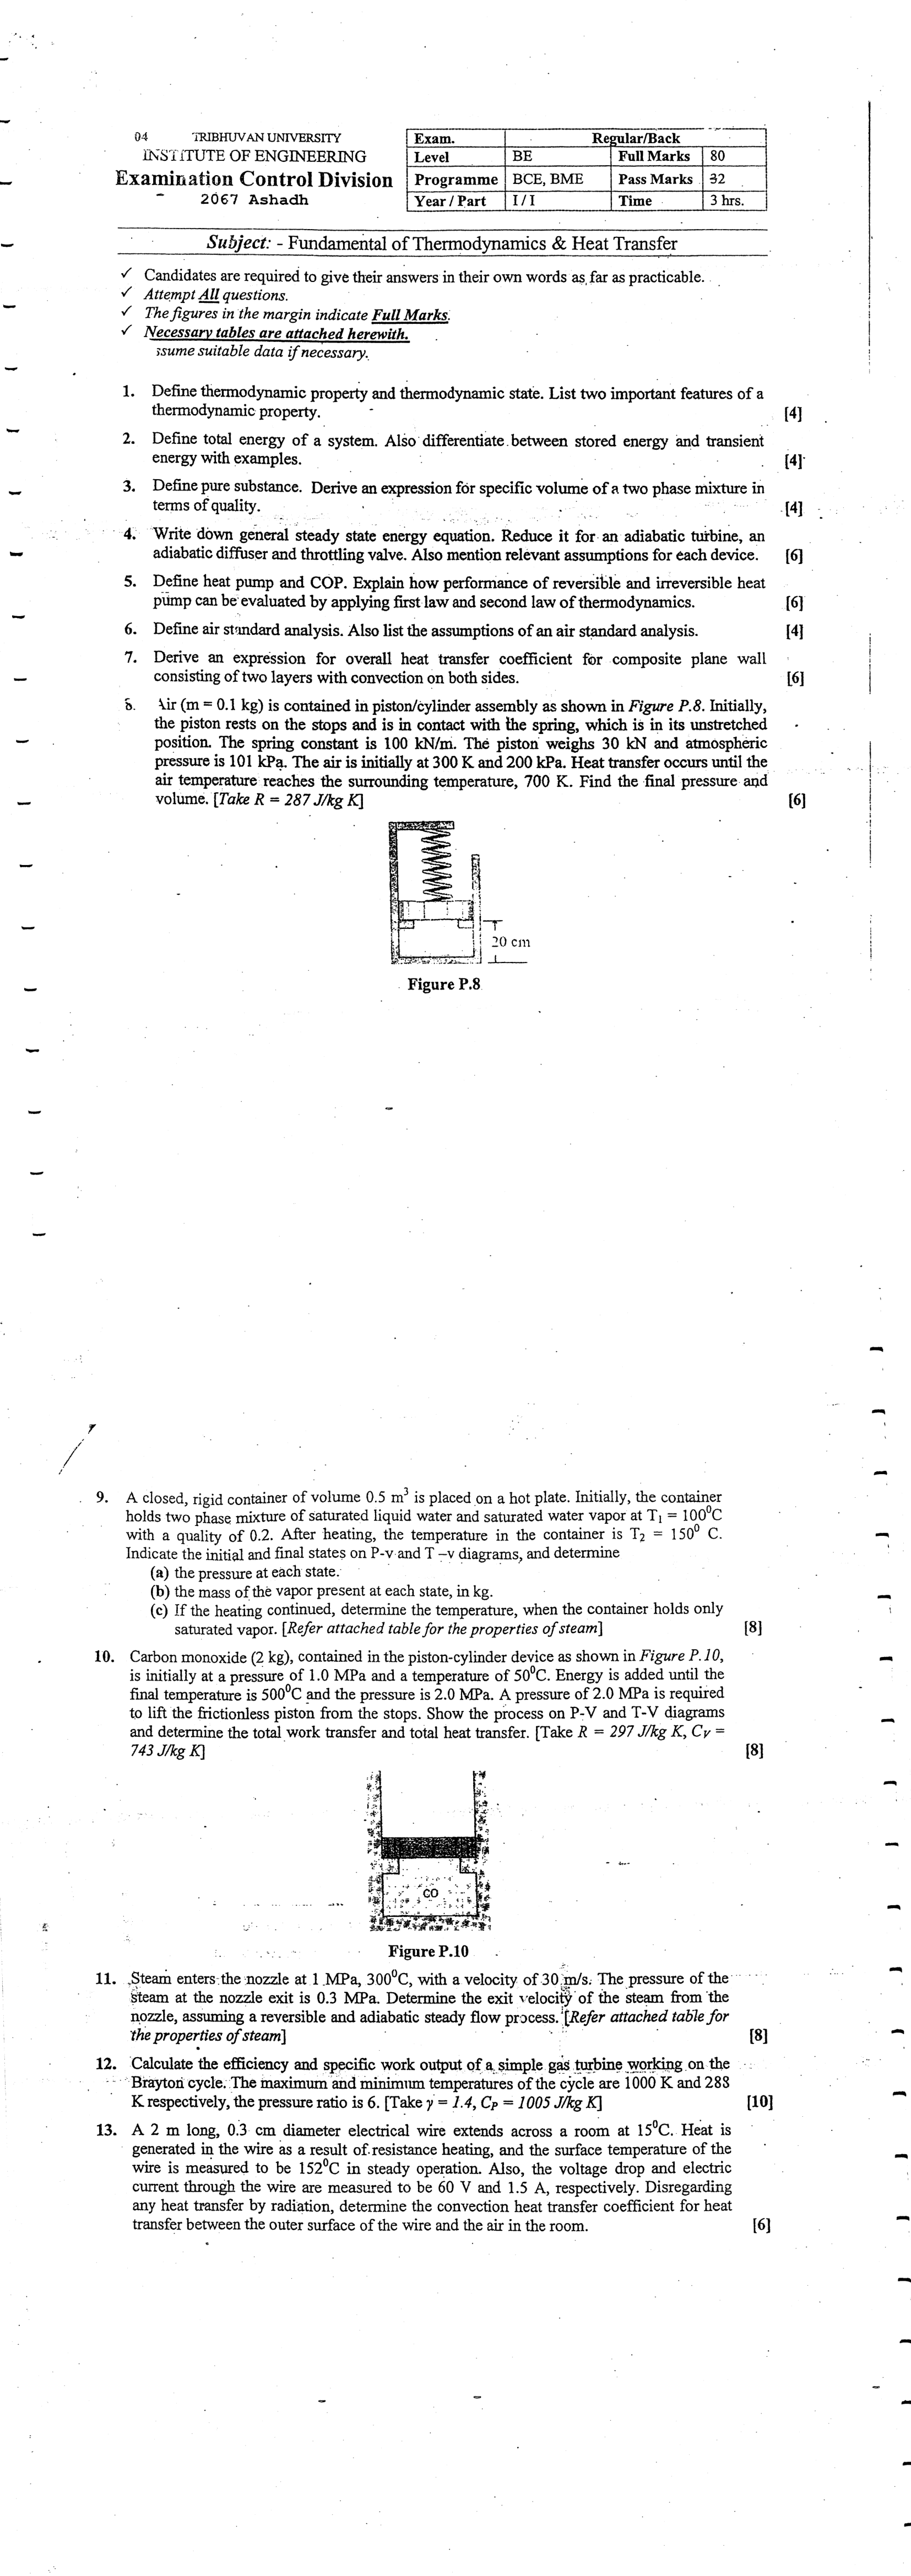 04 TRIBHUVAN UNIVERSITY
INSTITUTE OF ENGINEERING
Examination Control Division
2067 Ashadh
Exam. Regular/Back
Level BE Full Marks 80
Programme BCE, BME Pass Marks 32
Year / Part I / I Time 3 hrs.
Subject: - Fundamental of Thermodynamics & Heat Transfer
✓ Candidates are required to give their answers in their own words as far as practicable.
✓ Attempt All questions.
✓ The figures in the margin indicate Full Marks.
✓ Necessary tables are attached herewith.
ssume suitable data if necessary.
1. Define thermodynamic property and thermodynamic state. List two important features of a
thermodynamic property. [4]
2. Define total energy of a system. Also differentiate between stored energy and transient
energy with examples. [4]
3. Define pure substance. Derive an expression for specific volume of a two phase mixture in
terms of quality. [4]
4. Write down general steady state energy equation. Reduce it for an adiabatic turbine, an
adiabatic diffuser and throttling valve. Also mention relevant assumptions for each device. [6]
5. Define heat pump and COP. Explain how performance of reversible and irreversible heat
pump can be evaluated by applying first law and second law of thermodynamics. [6]
6. Define air standard analysis. Also list the assumptions of an air standard analysis. [4]
7. Derive an expression for overall heat transfer coefficient for composite plane wall
consisting of two layers with convection on both sides. [6]
8. Air (m = 0.1 kg) is contained in piston/cylinder assembly as shown in Figure P.8. Initially,
the piston rests on the stops and is in contact with the spring, which is in its unstretched
position. The spring constant is 100 kN/m. The piston weighs 30 kN and atmospheric
pressure is 101 kPa. The air is initially at 300 K and 200 kPa. Heat transfer occurs until the
air temperature reaches the surrounding temperature, 700 K. Find the final pressure and
volume. [Take R = 287 J/kg K] [6]
20 cm
Figure P.8
9. A closed, rigid container of volume 0.5 m³ is placed on a hot plate. Initially, the container
holds two phase mixture of saturated liquid water and saturated water vapor at T₁ = 100⁰C
with a quality of 0.2. After heating, the temperature in the container is T₂ = 150⁰ C.
Indicate the initial and final states on P-v and T –v diagrams, and determine
(a) the pressure at each state.
(b) the mass of the vapor present at each state, in kg.
(c) If the heating continued, determine the temperature, when the container holds only
saturated vapor. [Refer attached table for the properties of steam] [8]
10. Carbon monoxide (2 kg), contained in the piston-cylinder device as shown in Figure P.10,
is initially at a pressure of 1.0 MPa and a temperature of 50⁰C. Energy is added until the
final temperature is 500⁰C and the pressure is 2.0 MPa. A pressure of 2.0 MPa is required
to lift the frictionless piston from the stops. Show the process on P-V and T-V diagrams
and determine the total work transfer and total heat transfer. [Take R = 297 J/kg K, Cv =
743 J/kg K] [8]
CO
Figure P.10
11. Steam enters the nozzle at 1 MPa, 300⁰C, with a velocity of 30 m/s. The pressure of the
steam at the nozzle exit is 0.3 MPa. Determine the exit velocity of the steam from the
nozzle, assuming a reversible and adiabatic steady flow process. [Refer attached table for
the properties of steam] [8]
12. Calculate the efficiency and specific work output of a simple gas turbine working on the
Brayton cycle. The maximum and minimum temperatures of the cycle are 1000 K and 288
K respectively, the pressure ratio is 6. [Take γ = 1.4, CP = 1005 J/kg K] [10]
13. A 2 m long, 0.3 cm diameter electrical wire extends across a room at 15⁰C. Heat is
generated in the wire as a result of resistance heating, and the surface temperature of the
wire is measured to be 152⁰C in steady operation. Also, the voltage drop and electric
current through the wire are measured to be 60 V and 1.5 A, respectively. Disregarding
any heat transfer by radiation, determine the convection heat transfer coefficient for heat
transfer between the outer surface of the wire and the air in the room. [6]